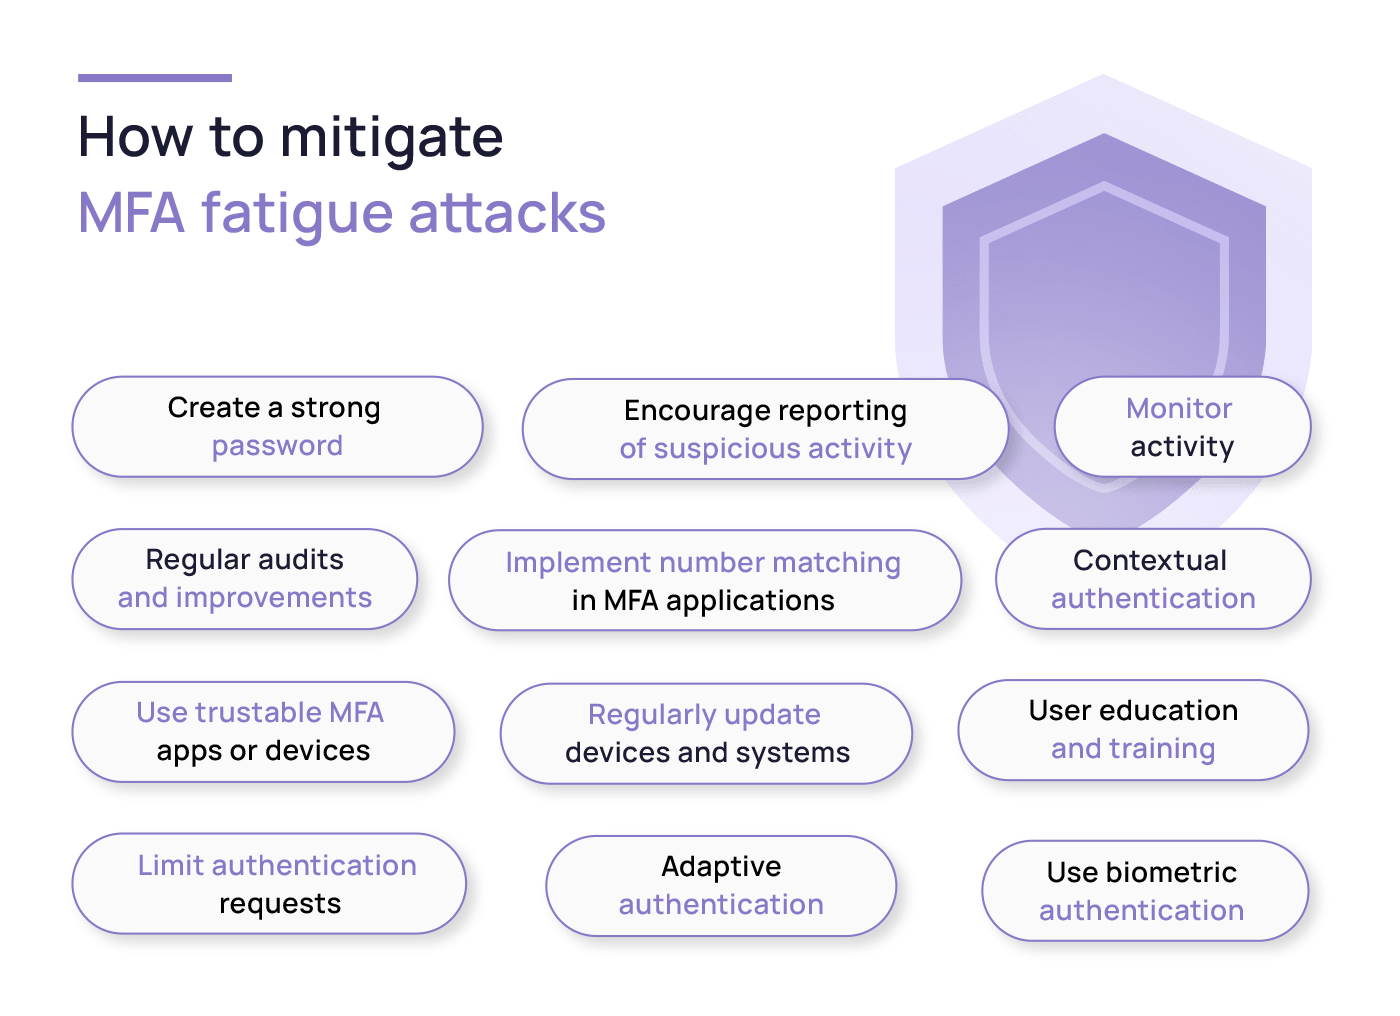 How to mitigate
MFA fatigue attacks
Create a strong
password
Encourage reporting
of suspicious activity
Monitor
activity
Regular audits
and improvements
Implement number matching
in MFA applications
Contextual
authentication
Use trustable MFA
apps or devices
Regularly update
devices and systems
User education
and training
Limit authentication
requests
Adaptive
authentication
Use biometric
authentication